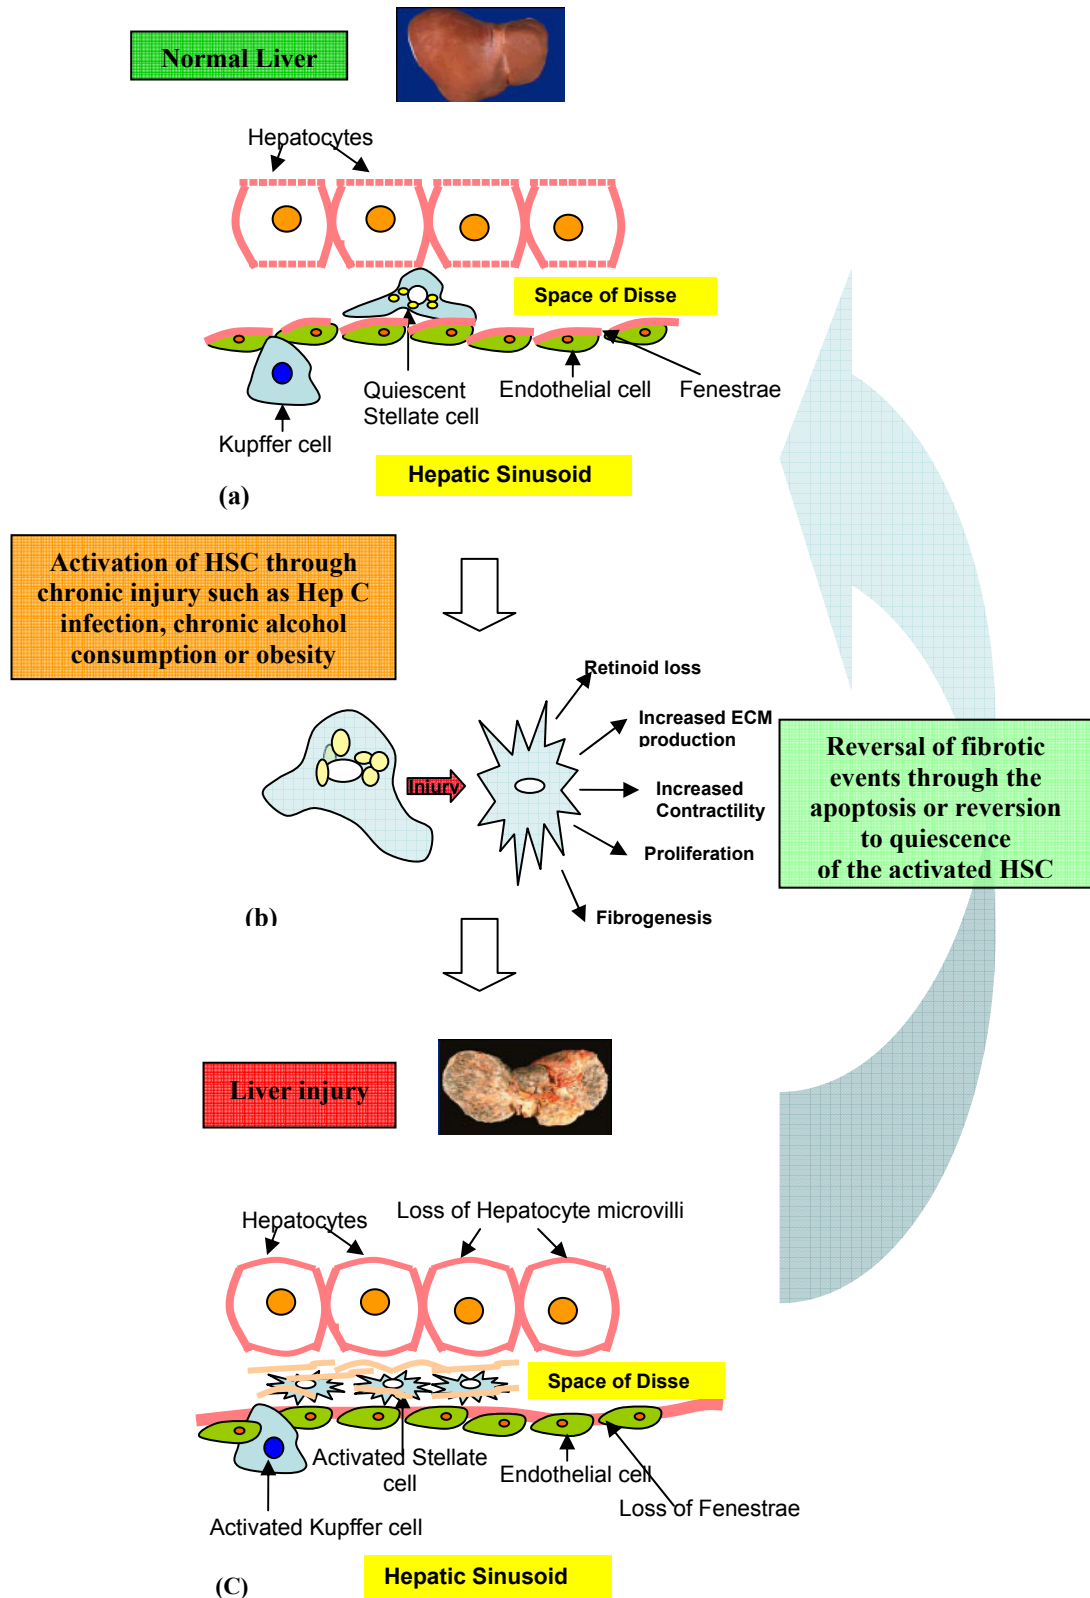 Normal Liver
Hepatocytes
Space of Disse
Quiescent
Stellate cell
Endothelial cell
Fenestrae
Kupffer cell
Hepatic Sinusoid
(a)
Activation of HSC through
chronic injury such as Hep C
infection, chronic alcohol
consumption or obesity
Retinoid loss
Increased ECM
production
Injury
Increased
Contractility
Proliferation
Fibrogenesis
(b)
Reversal of fibrotic
events through the
apoptosis or reversion
to quiescence
of the activated HSC
Liver injury
Hepatocytes
Loss of Hepatocyte microvilli
Space of Disse
Activated Stellate
cell
Endothelial cell
Loss of Fenestrae
Activated Kupffer cell
Hepatic Sinusoid
(C)